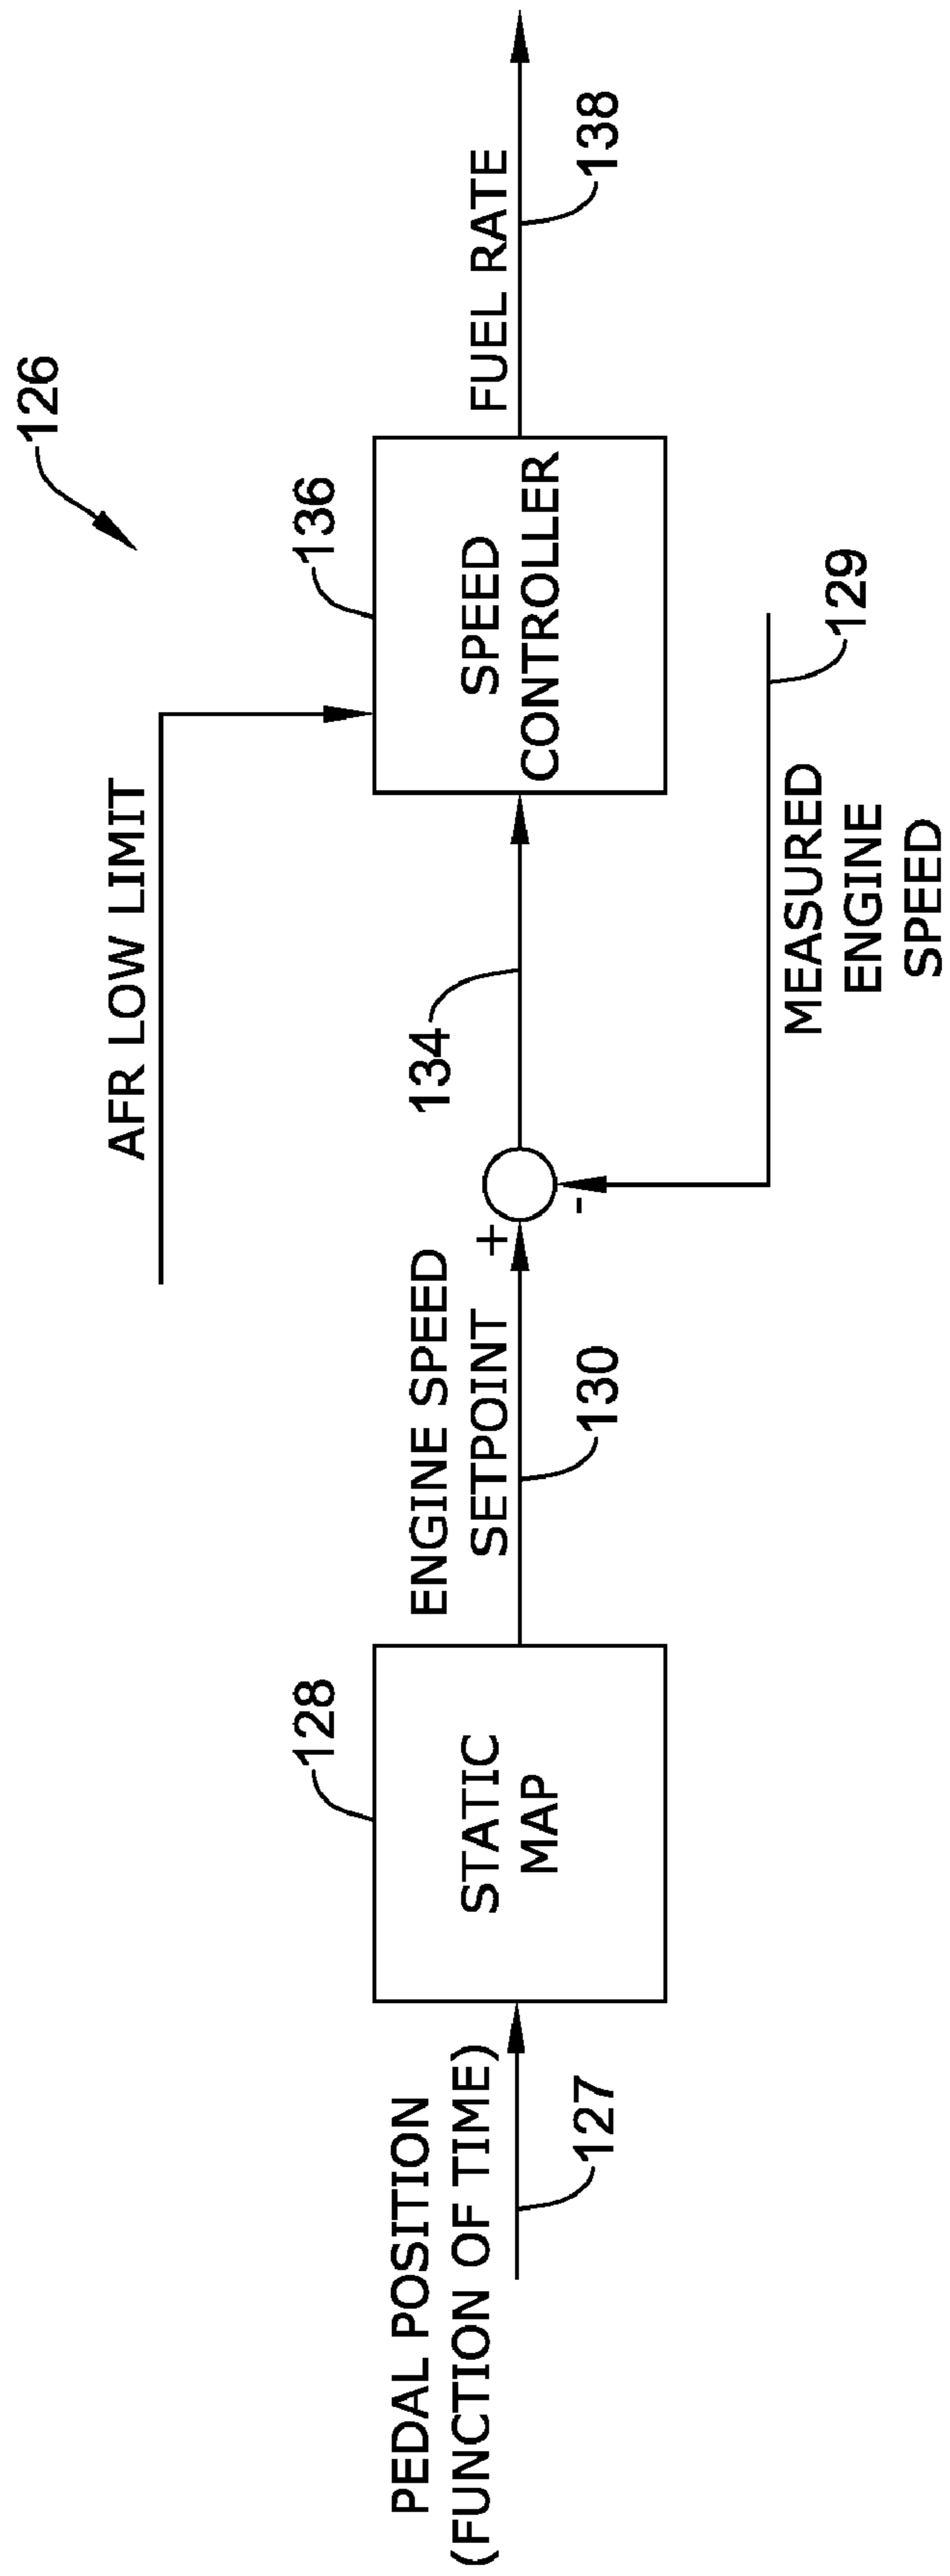 126
AFR LOW LIMIT
PEDAL POSITION
(FUNCTION OF TIME)
127
128
STATIC
MAP
ENGINE SPEED
SETPOINT
130
+
-
134
136
SPEED
CONTROLLER
FUEL RATE
138
129
MEASURED
ENGINE
SPEED